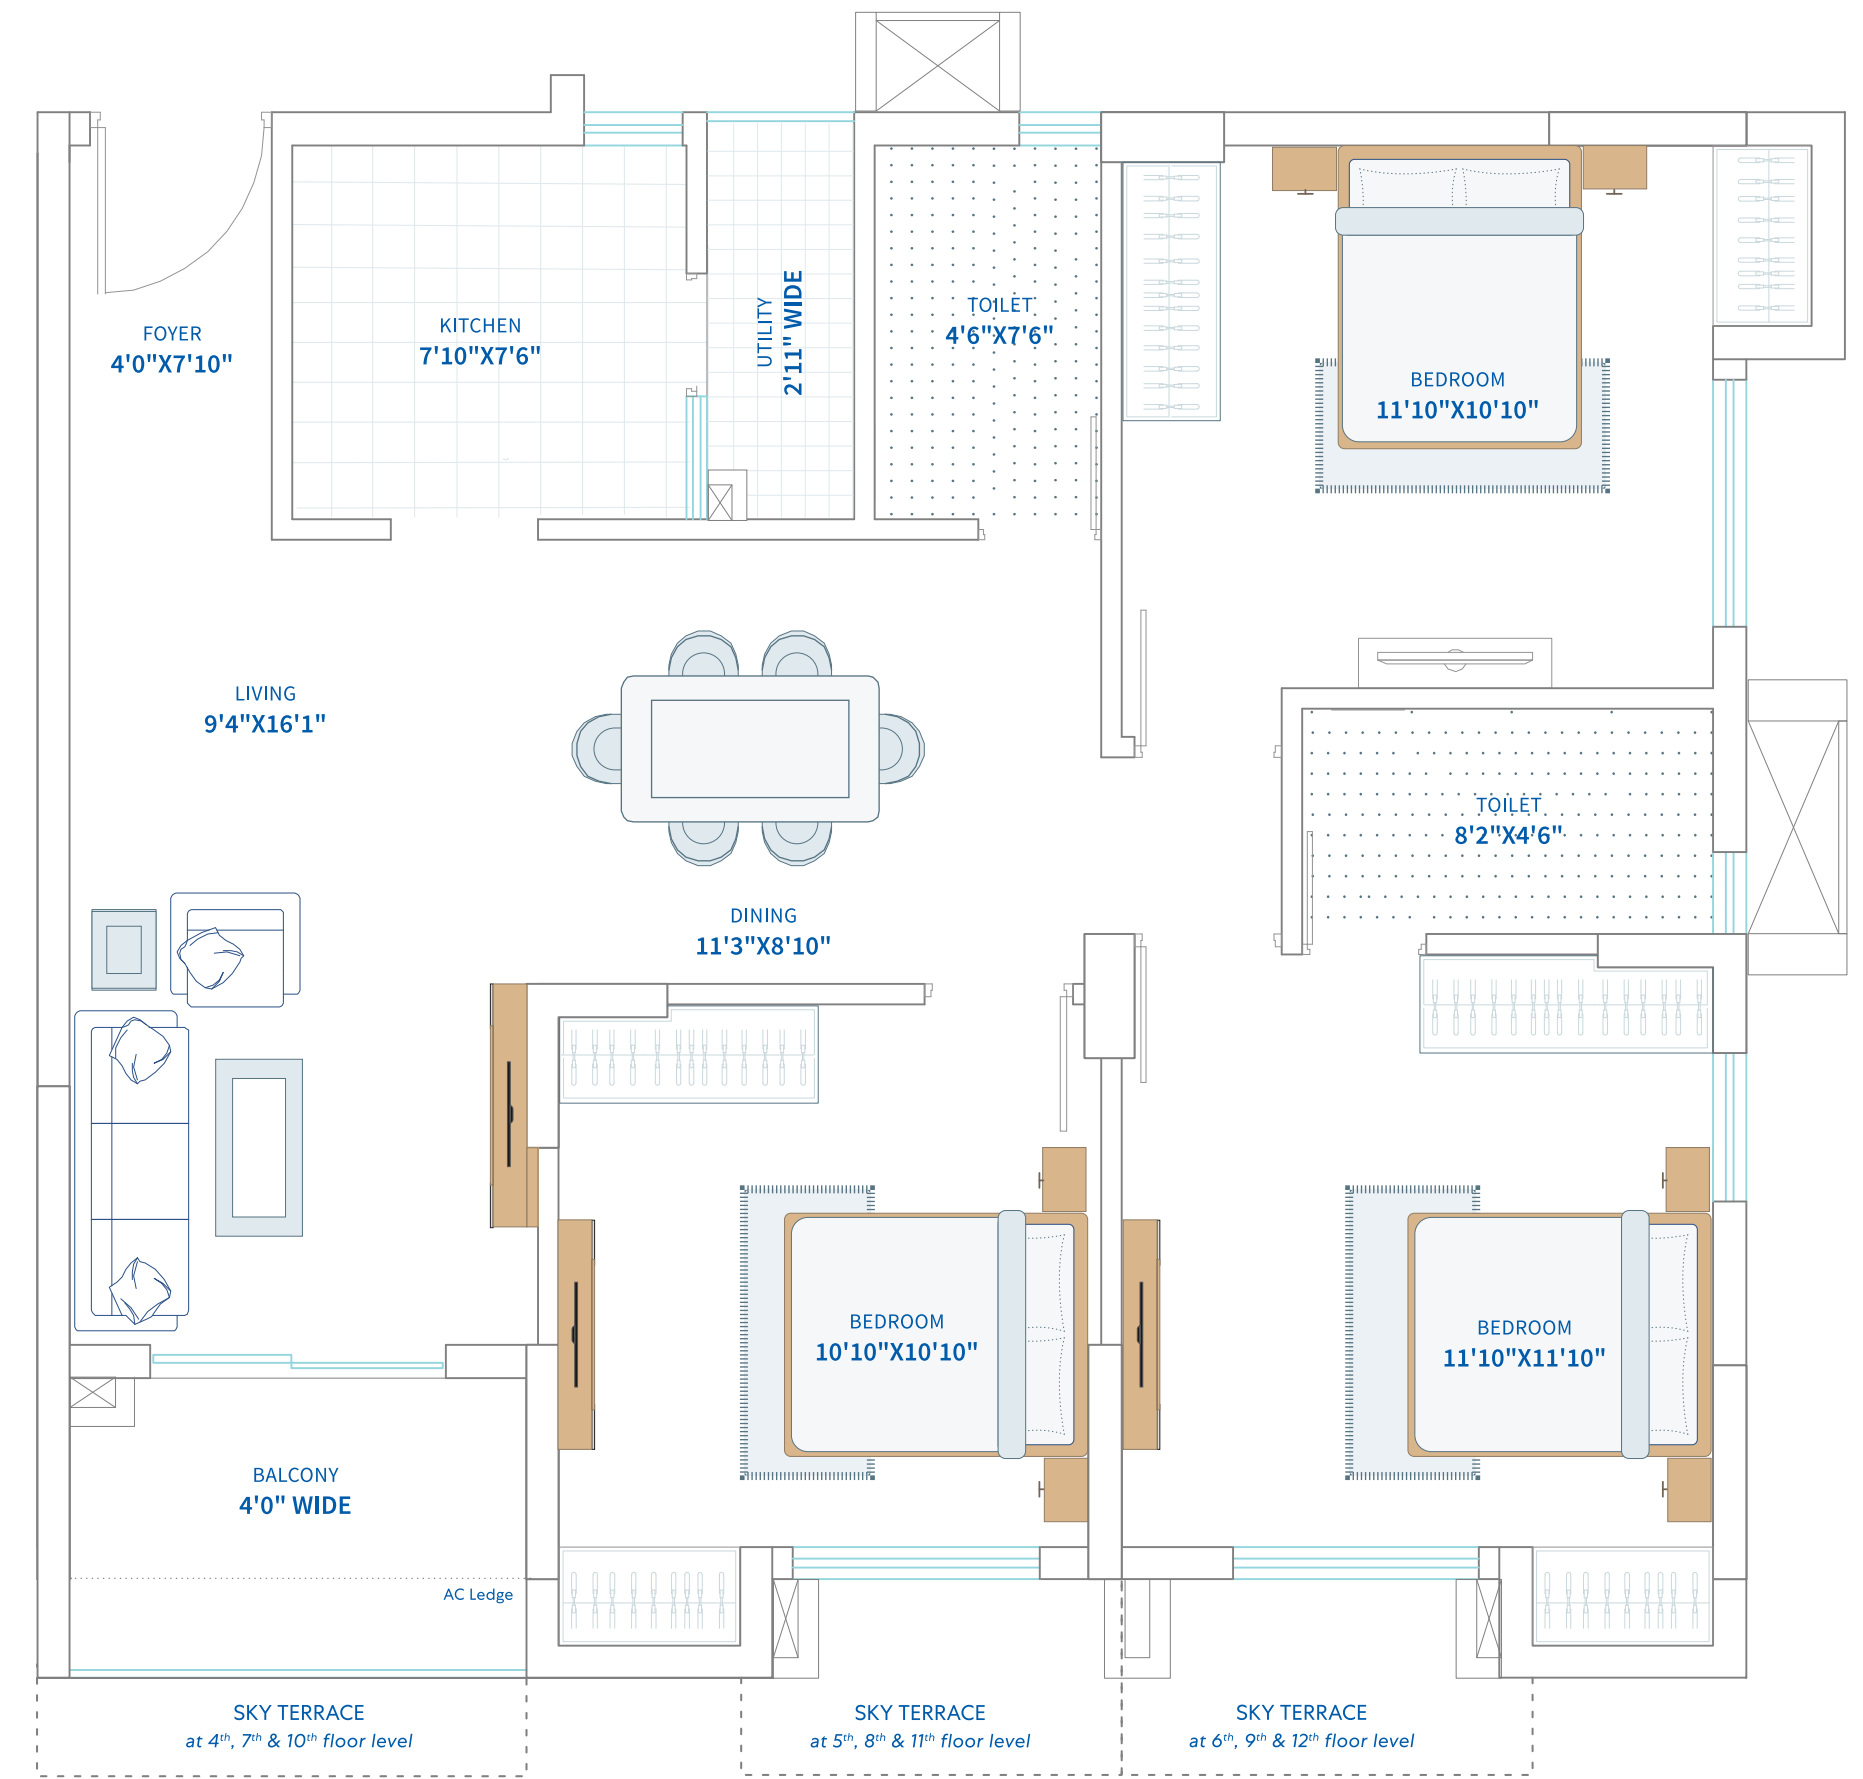 FOYER
4'0"X7'10"
KITCHEN
7'10"X7'6"
UTILITY
2'11" WIDE
TOILET
4'6"X7'6"
BEDROOM
11'10"X10'10"
LIVING
9'4"X16'1"
TOILET
8'2"X4'6"
DINING
11'3"X8'10"
BEDROOM
10'10"X10'10"
BEDROOM
11'10"X11'10"
BALCONY
4'0" WIDE
AC Ledge
SKY TERRACE
at 4th, 7th & 10th floor level
SKY TERRACE
at 5th, 8th & 11th floor level
SKY TERRACE
at 6th, 9th & 12th floor level